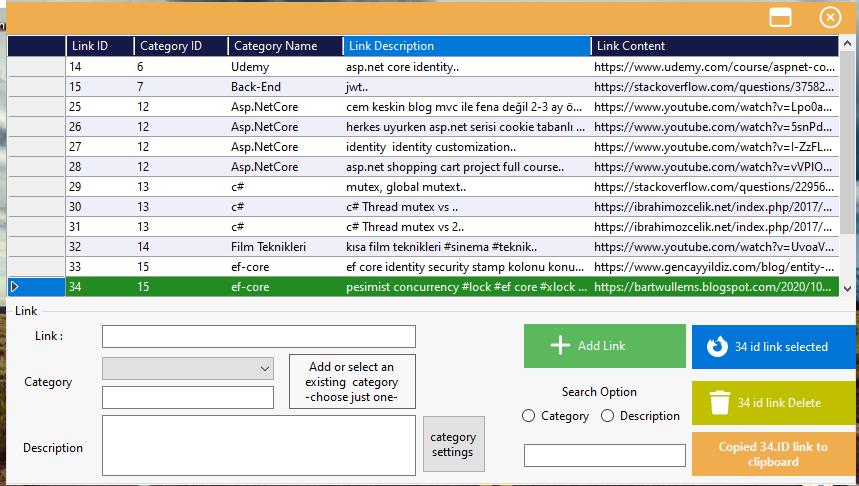 Link ID Category ID Category Name Link Description Link Content
14 6 Udemy asp.net core identity.. https://www.udemy.com/course/aspnet-co...
15 7 Back-End jwt.. https://stackoverflow.com/questions/37582...
25 12 Asp.NetCore cem keskin blog mvc ile fena değil 2-3 ay ö... https://www.youtube.com/watch?v=Lpo0a...
26 12 Asp.NetCore herkes uyurken asp.net serisi cookie tabanlı ... https://www.youtube.com/watch?v=5snPd...
27 12 Asp.NetCore identity  identity customization.. https://www.youtube.com/watch?v=I-ZzFL...
28 12 Asp.NetCore asp.net shopping cart project full course.. https://www.youtube.com/watch?v=vVPIO...
29 13 c# mutex, global mutext.. https://stackoverflow.com/questions/22956...
30 13 c# c# Thread mutex vs .. https://ibrahimozcelik.net/index.php/2017/...
31 13 c# c# Thread mutex vs 2.. https://ibrahimozcelik.net/index.php/2017/...
32 14 Film Teknikleri kısa film teknikleri #sinema #teknik.. https://www.youtube.com/watch?v=UvoaV...
33 15 ef-core ef core identity security stamp kolonu konu... https://www.gencayyildiz.com/blog/entity-...
34 15 ef-core pesimist concurrency #lock #ef core #xlock ... https://bartwullems.blogspot.com/2020/10...
Link
Link :
Category
Add or select an
existing  category
-choose just one-
Description
category
settings
Add Link
34 id link selected
Search Option
Category Description
34 id link Delete
Copied 34.ID link to
clipboard